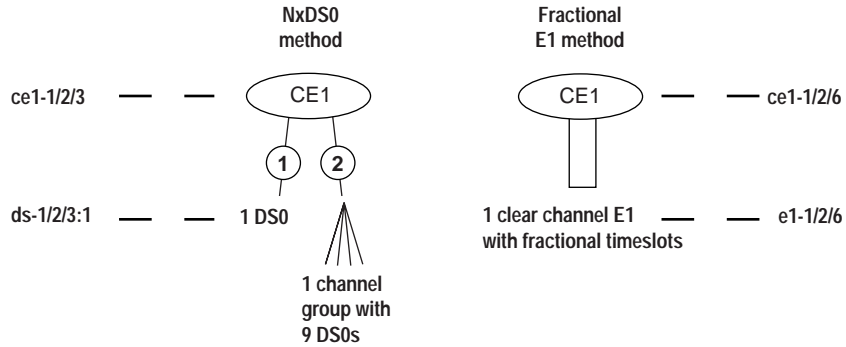 NxDS0
method
Fractional
E1 method
ce1-1/2/3
CE1
CE1
ce1-1/2/6
1
2
ds-1/2/3:1
1 DS0
1 clear channel E1
with fractional timeslots
e1-1/2/6
1 channel
group with
9 DS0s